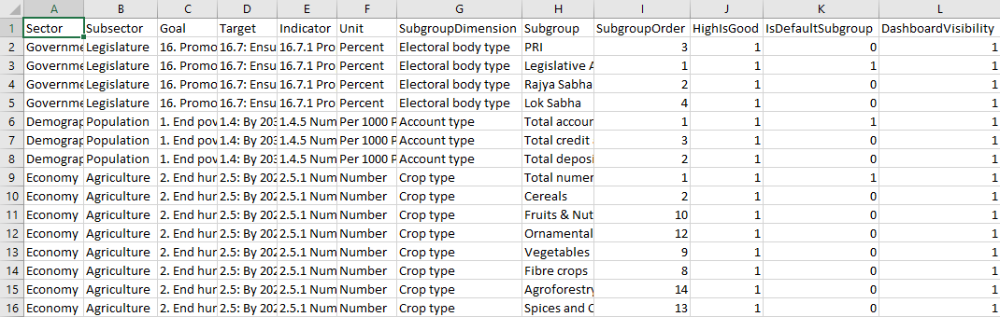 A B C D E F G H I J K L
1 Sector Subsector Goal Target Indicator Unit SubgroupDimension Subgroup SubgroupOrder HighIsGood IsDefaultSubgroup DashboardVisibility
2 Governme Legislature 16. Promo 16.7: Ensu 16.7.1 Pro Percent Electoral body type PRI 3 1 0 1
3 Governme Legislature 16. Promo 16.7: Ensu 16.7.1 Pro Percent Electoral body type Legislative A 1 1 1 1
4 Governme Legislature 16. Promo 16.7: Ensu 16.7.1 Pro Percent Electoral body type Rajya Sabha 2 1 0 1
5 Governme Legislature 16. Promo 16.7: Ensu 16.7.1 Pro Percent Electoral body type Lok Sabha 4 1 0 1
6 Demograp Population 1. End pov 1.4: By 203 1.4.5 Num Per 1000 P Account type Total accour 1 1 1 1
7 Demograp Population 1. End pov 1.4: By 203 1.4.5 Num Per 1000 P Account type Total credit 3 1 0 1
8 Demograp Population 1. End pov 1.4: By 203 1.4.5 Num Per 1000 P Account type Total deposi 2 1 0 1
9 Economy Agriculture 2. End hur 2.5: By 202 2.5.1 Num Number Crop type Total numer 1 1 1 1
10 Economy Agriculture 2. End hur 2.5: By 202 2.5.1 Num Number Crop type Cereals 2 1 0 1
11 Economy Agriculture 2. End hur 2.5: By 202 2.5.1 Num Number Crop type Fruits & Nut 10 1 0 1
12 Economy Agriculture 2. End hur 2.5: By 202 2.5.1 Num Number Crop type Ornamental 12 1 0 1
13 Economy Agriculture 2. End hur 2.5: By 202 2.5.1 Num Number Crop type Vegetables 9 1 0 1
14 Economy Agriculture 2. End hur 2.5: By 202 2.5.1 Num Number Crop type Fibre crops 8 1 0 1
15 Economy Agriculture 2. End hur 2.5: By 202 2.5.1 Num Number Crop type Agroforestry 14 1 0 1
16 Economy Agriculture 2. End hur 2.5: By 202 2.5.1 Num Number Crop type Spices and C 13 1 0 1